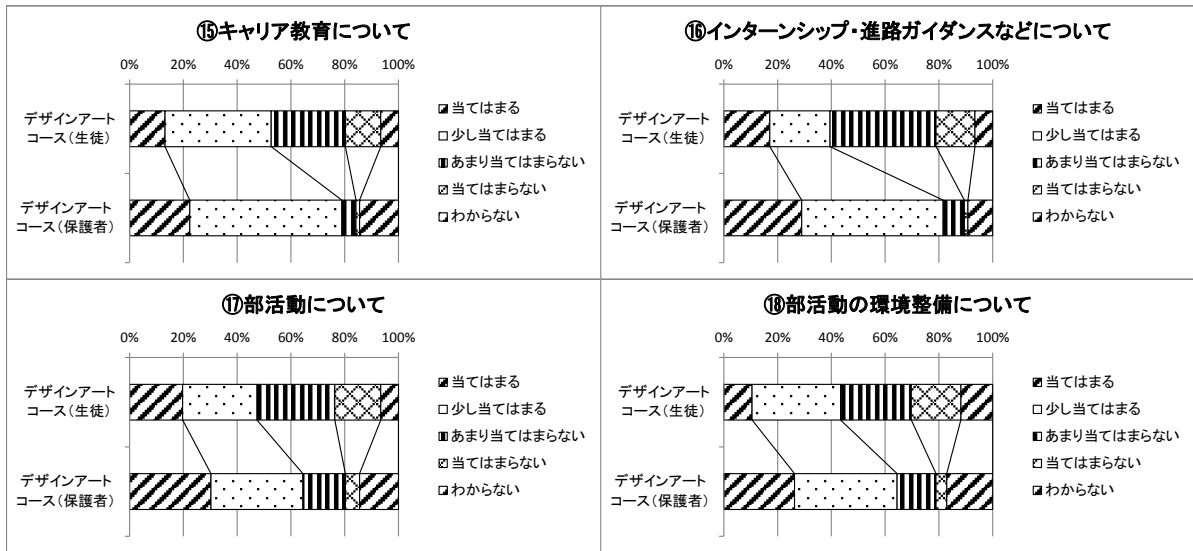 ⑮キャリア教育について
0% 20% 40% 60% 80% 100%
デザインアート
コース(生徒)
デザインアート
コース(保護者)
当てはまる
少し当てはまる
あまり当てはまらない
当てはまらない
わからない
⑯インターンシップ・進路ガイダンスなどについて
0% 20% 40% 60% 80% 100%
デザインアート
コース(生徒)
デザインアート
コース(保護者)
当てはまる
少し当てはまる
あまり当てはまらない
当てはまらない
わからない
⑰部活動について
0% 20% 40% 60% 80% 100%
デザインアート
コース(生徒)
デザインアート
コース(保護者)
当てはまる
少し当てはまる
あまり当てはまらない
当てはまらない
わからない
⑱部活動の環境整備について
0% 20% 40% 60% 80% 100%
デザインアート
コース(生徒)
デザインアート
コース(保護者)
当てはまる
少し当てはまる
あまり当てはまらない
当てはまらない
わからない